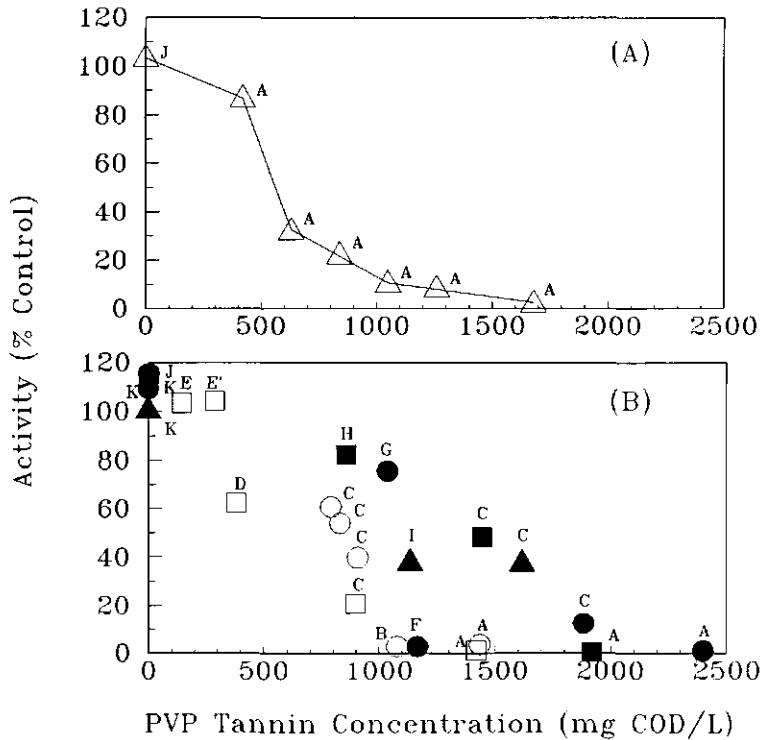 120
100
80
60
40
20
0
J
A
A
A
A
A
A
(A)
0 500 1000 1500 2000 2500
Activity (% Control)
120
100
80
60
40
20
0
J
K K E E'
K
D
H
G
C
C
C
C
I
C
C
C
B F A A
A
A
(B)
0 500 1000 1500 2000 2500
PVP Tannin Concentration (mg COD/L)